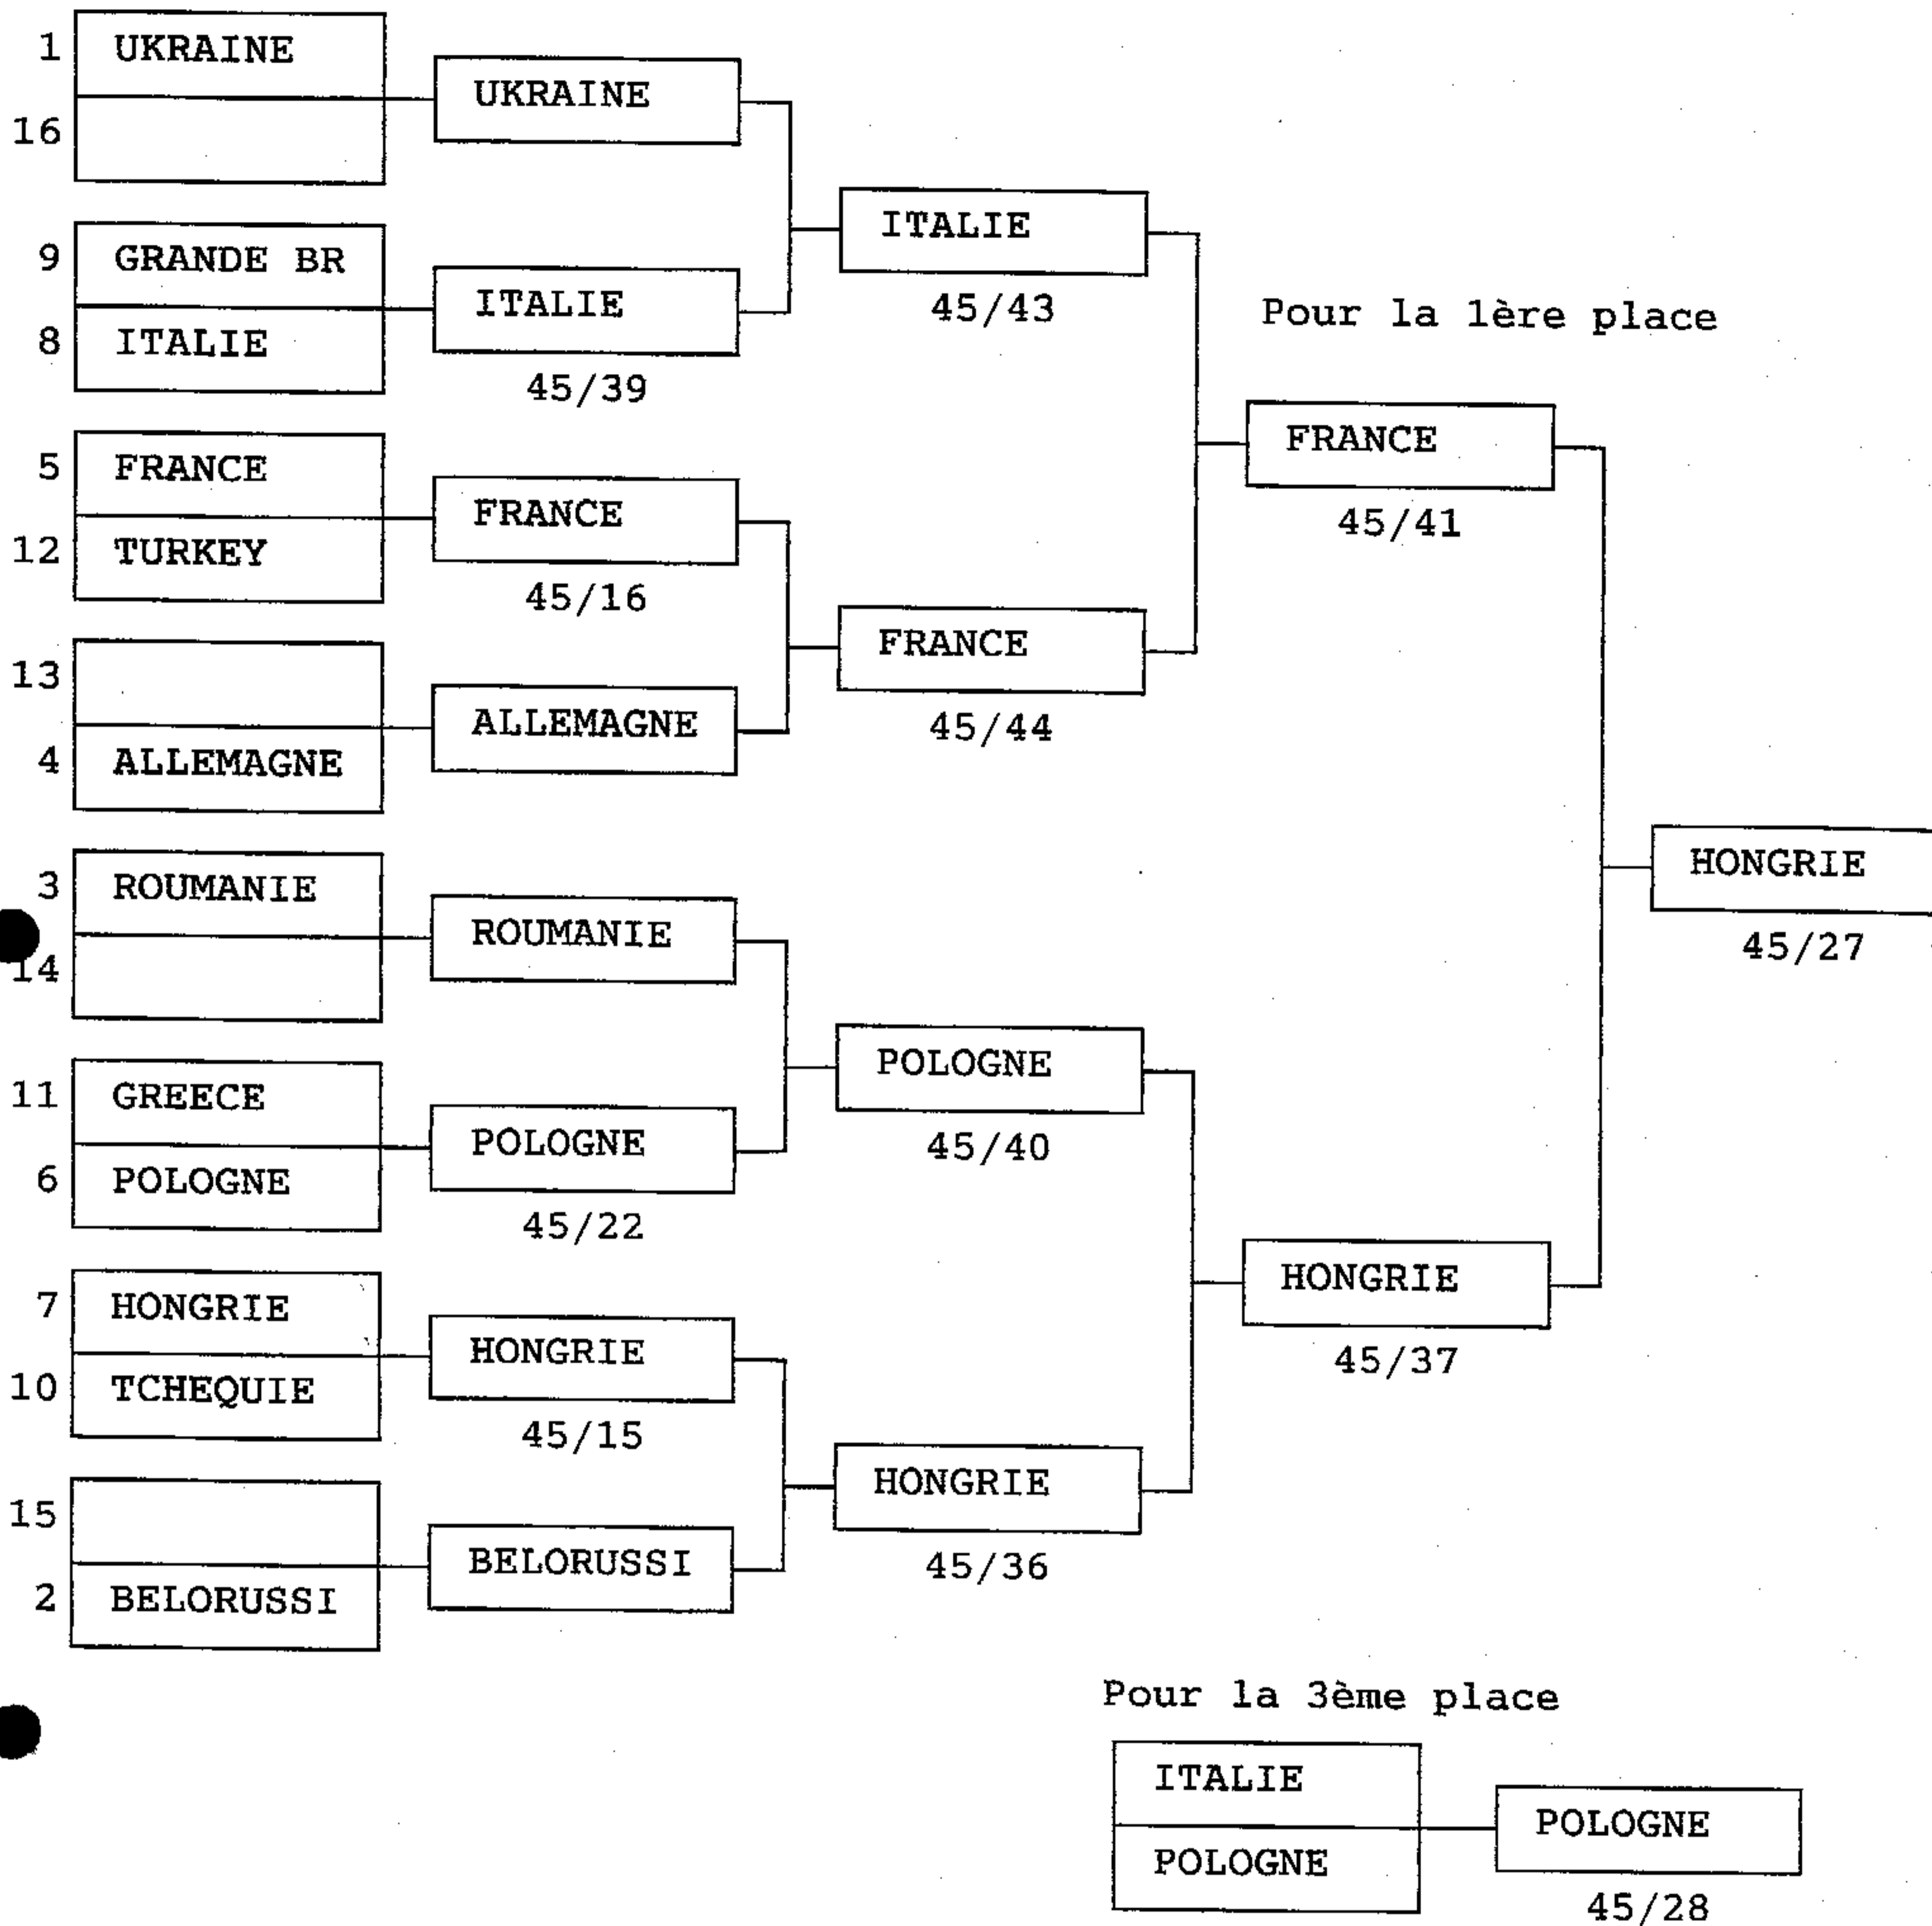 1 UKRAINE
16
UKRAINE
9 GRANDE BR
8 ITALIE
ITALIE
45/39
ITALIE
45/43
5 FRANCE
12 TURKEY
FRANCE
45/16
13
4 ALLEMAGNE
ALLEMAGNE
FRANCE
45/44
Pour la 1ère place
FRANCE
45/41
3 ROUMANIE
14
ROUMANIE
11 GREECE
6 POLOGNE
POLOGNE
45/22
POLOGNE
45/40
7 HONGRIE
10 TCHEQUIE
HONGRIE
45/15
15
2 BELORUSSI
BELORUSSI
HONGRIE
45/36
HONGRIE
45/37
HONGRIE
45/27
Pour la 3ème place
ITALIE
POLOGNE
POLOGNE
45/28